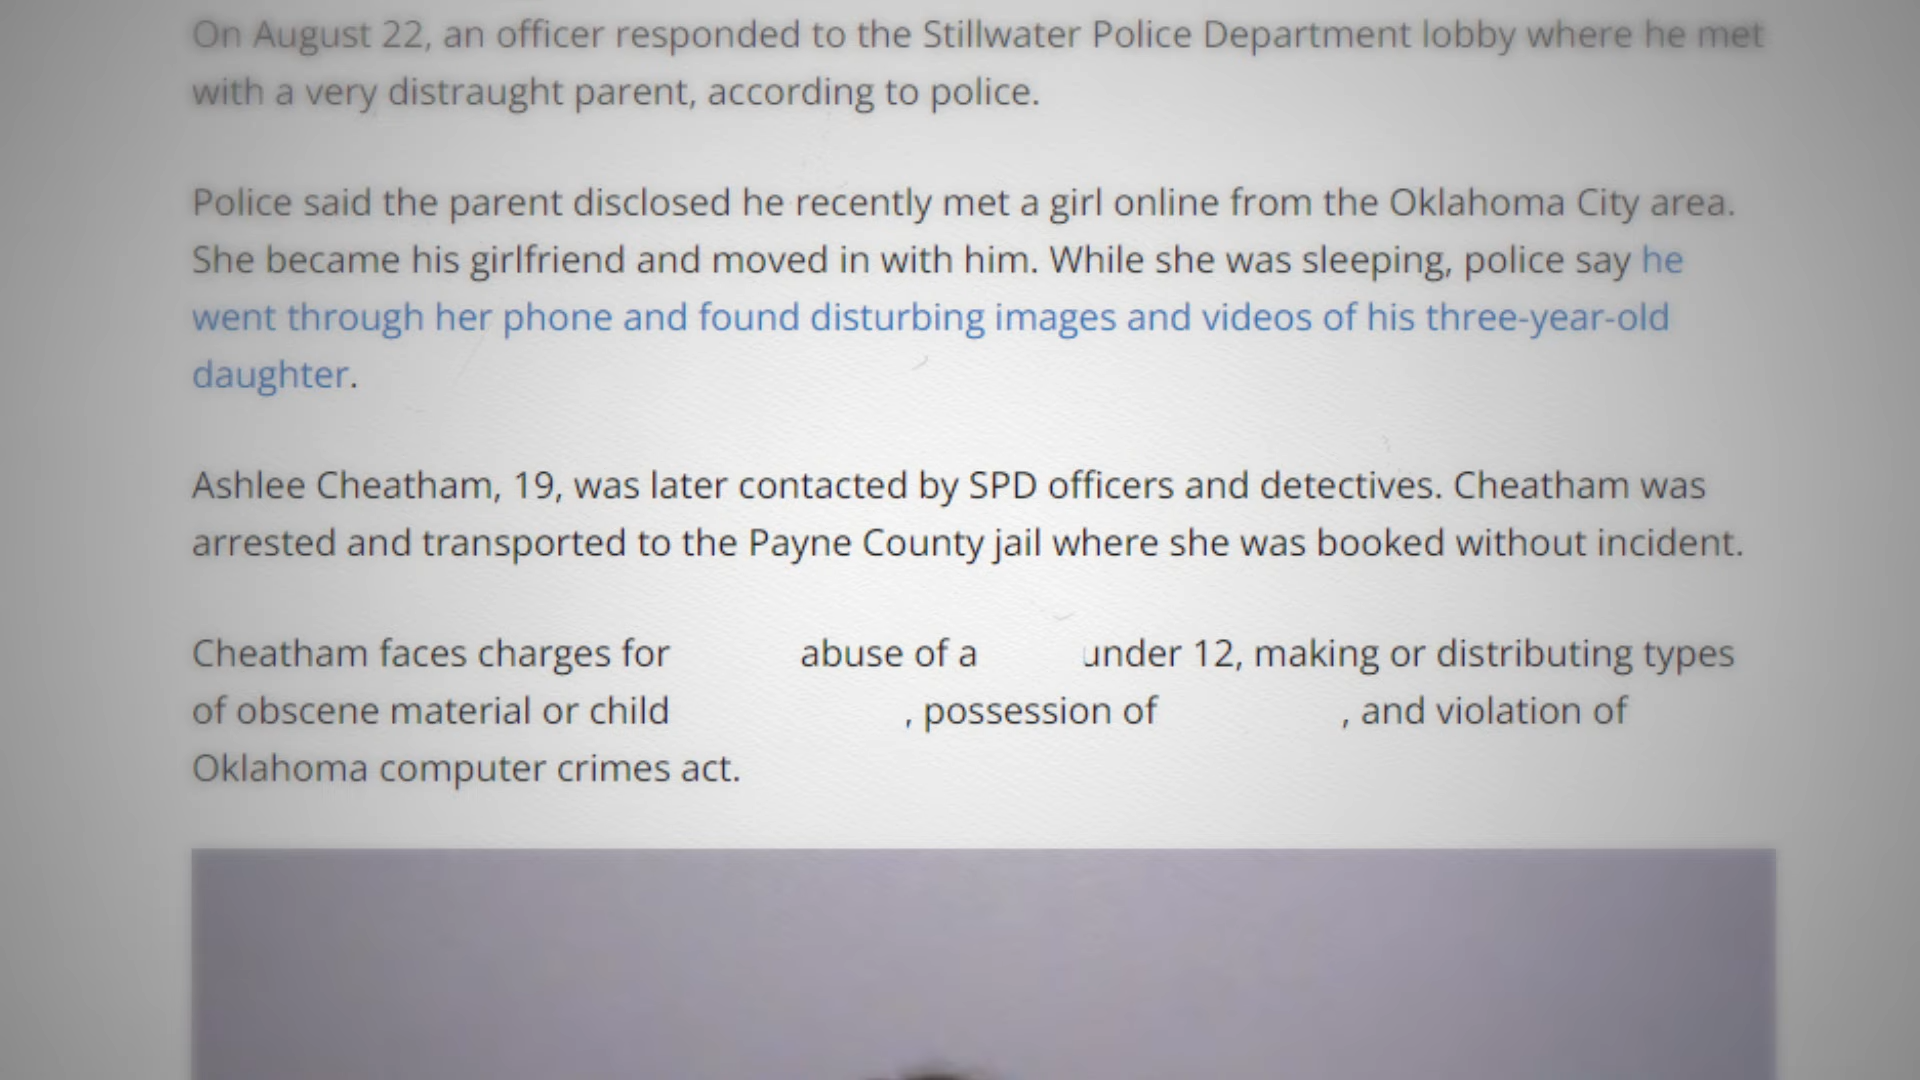 On August 22, an officer responded to the Stillwater Police Department lobby where he met
with a very distraught parent, according to police.
Police said the parent disclosed he recently met a girl online from the Oklahoma City area.
She became his girlfriend and moved in with him. While she was sleeping, police say he
went through her phone and found disturbing images and videos of his three-year-old
daughter.
Ashlee Cheatham, 19, was later contacted by SPD officers and detectives. Cheatham was
arrested and transported to the Payne County jail where she was booked without incident.
Cheatham faces charges for abuse of a under 12, making or distributing types
of obscene material or child , possession of , and violation of
Oklahoma computer crimes act.